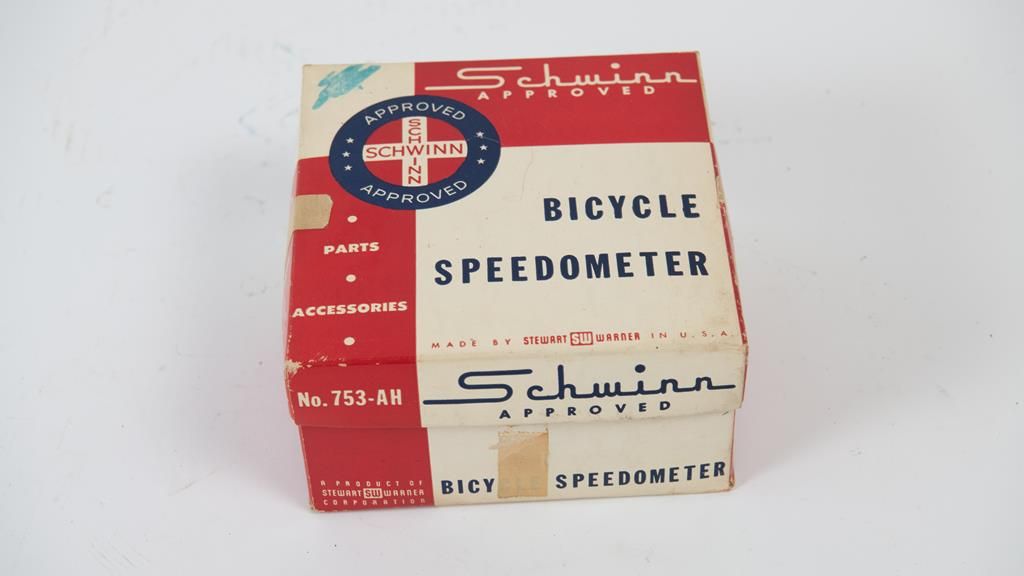 Schwinn
APPROVED
APPROVED
SCHWINN
SCHWINN
APPROVED
BICYCLE
SPEEDOMETER
PARTS
ACCESSORIES
MADE BY STEWART SW WARNER IN U.S.A.
No. 753-AH
Schwinn
APPROVED
BICY SPEEDOMETER
A PRODUCT OF
STEWART SW WARNER
CORPORATION